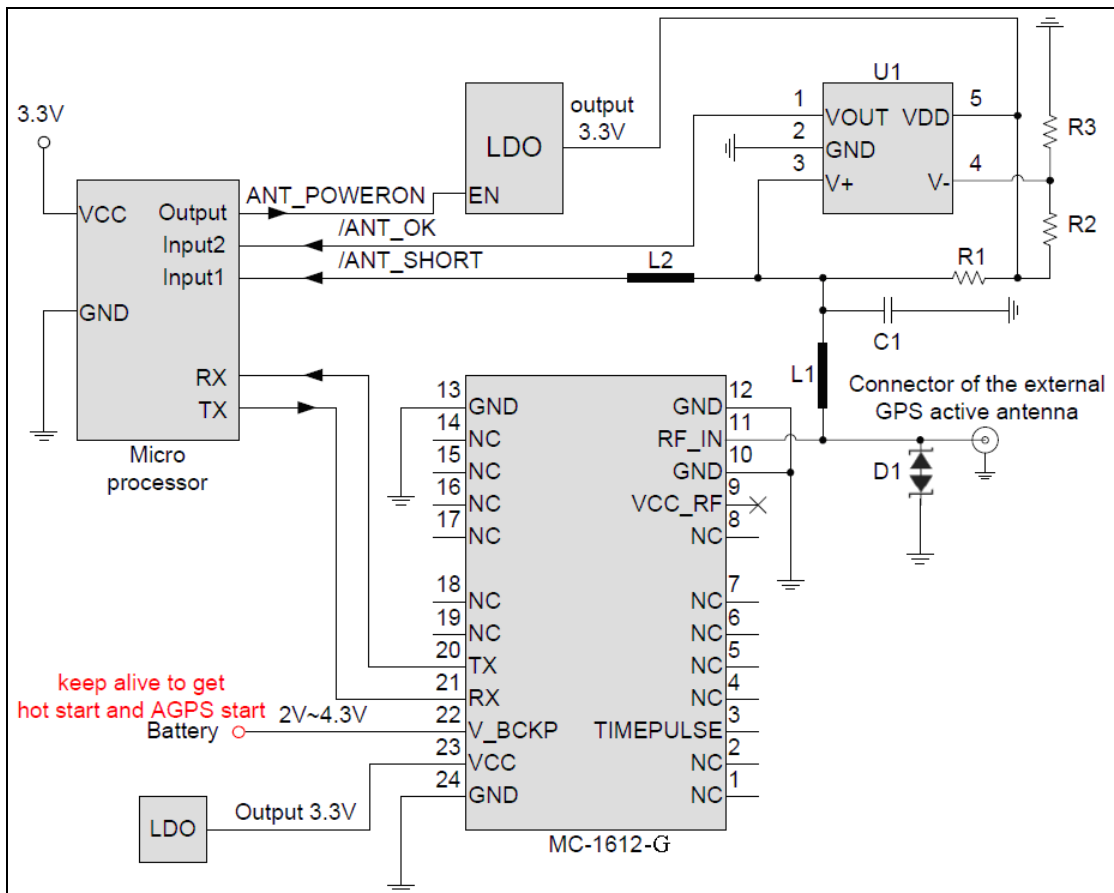 U1
3.3V
output
3.3V
LDO
EN
1
VOUT
VDD
5
2
GND
3
V+
V-
4
R3
R2
R1
VCC
Output
ANT_POWERON
Input2
/ANT_OK
Input1
/ANT_SHORT
L2
GND
C1
L1
RX
TX
Micro
processor
Connector of the external
GPS active antenna
D1
13
GND
GND
12
14
NC
RF_IN
11
15
NC
GND
10
16
NC
VCC_RF
9
17
NC
NC
8
18
NC
NC
7
19
NC
NC
6
20
TX
NC
5
21
RX
NC
4
22
V_BCKP
TIMEPULSE
3
23
VCC
NC
2
24
GND
NC
1
keep alive to get
hot start and AGPS start
Battery
2V~4.3V
LDO
Output 3.3V
MC-1612-G